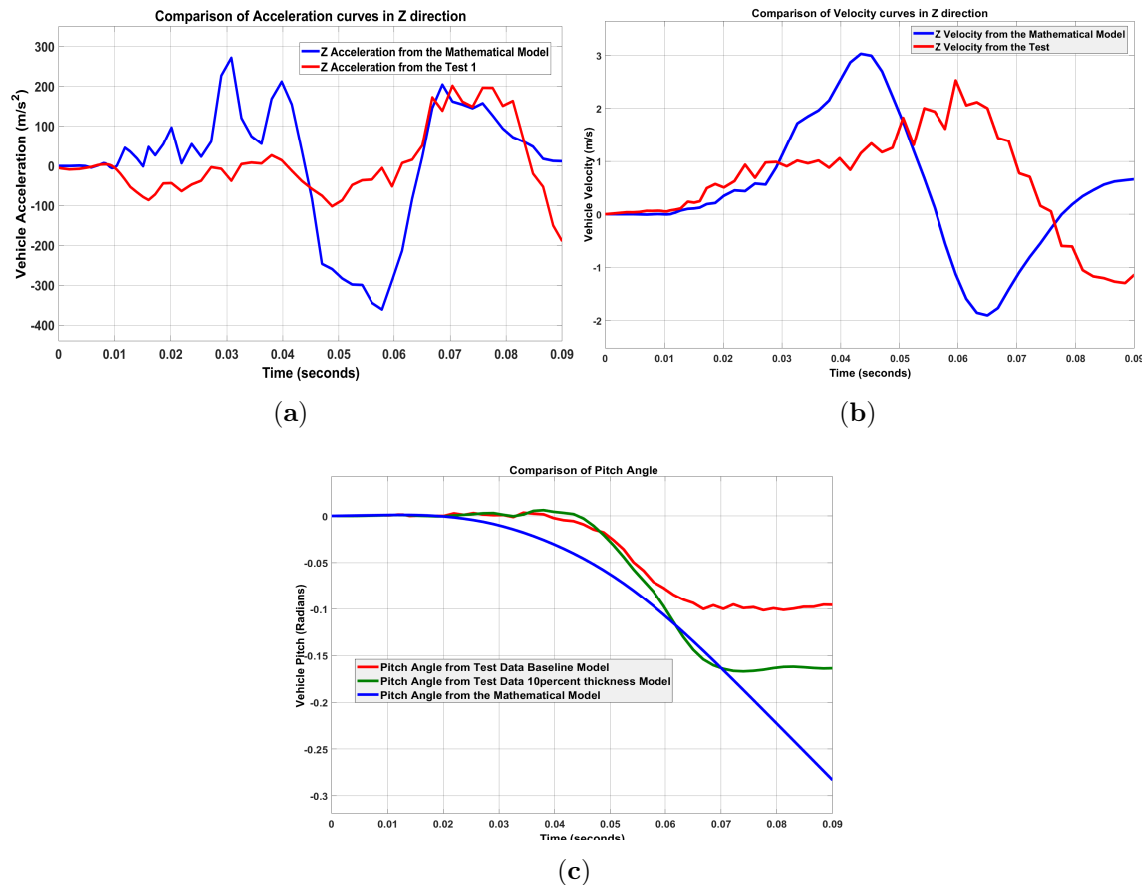 Comparison of Acceleration curves in Z direction
Vehicle Acceleration (m/s²)
300
200
100
0
-100
-200
-300
-400
Z Acceleration from the Mathematical Model
Z Acceleration from the Test 1
0 0.01 0.02 0.03 0.04 0.05 0.06 0.07 0.08 0.09
Time (seconds)
(a)
Comparison of Velocity curves in Z direction
Vehicle Velocity (m/s)
3
2
1
0
-1
-2
Z Velocity from the Mathematical Model
Z Velocity from the Test
0 0.01 0.02 0.03 0.04 0.05 0.06 0.07 0.08 0.09
Time (seconds)
(b)
Comparison of Pitch Angle
Vehicle Pitch (Radians)
0
-0.05
-0.1
-0.15
-0.2
-0.25
-0.3
Pitch Angle from Test Data Baseline Model
Pitch Angle from Test Data 10percent thickness Model
Pitch Angle from the Mathematical Model
0 0.01 0.02 0.03 0.04 0.05 0.06 0.07 0.08 0.09
Time (seconds)
(c)